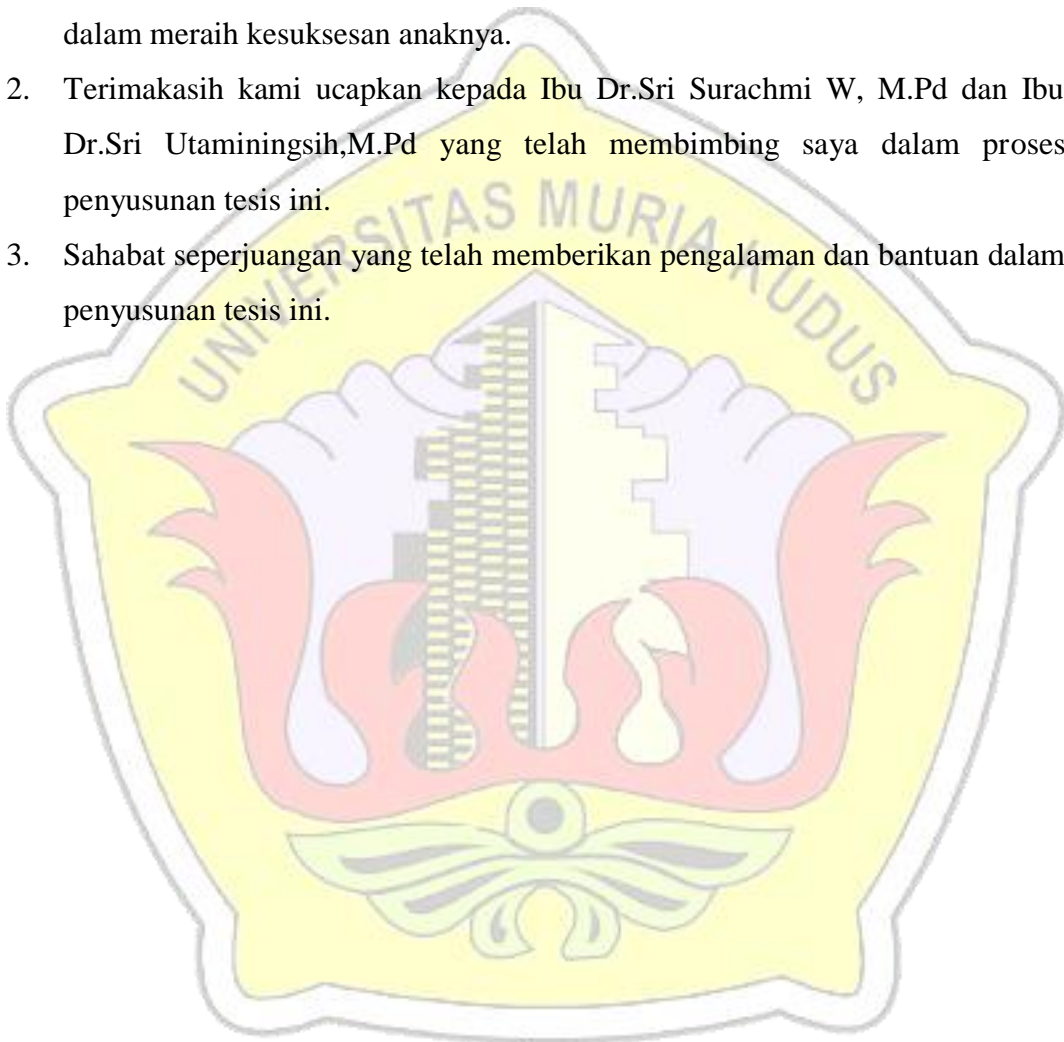 dalam meraih kesuksesan anaknya.
2. Terimakasih kami ucapkan kepada Ibu Dr.Sri Surachmi W, M.Pd dan Ibu
Dr.Sri Utaminingsih,M.Pd yang telah membimbing saya dalam proses
penyusunan tesis ini.
3. Sahabat seperjuangan yang telah memberikan pengalaman dan bantuan dalam
penyusunan tesis ini.
UNIVERSITAS MURIA KUDUS